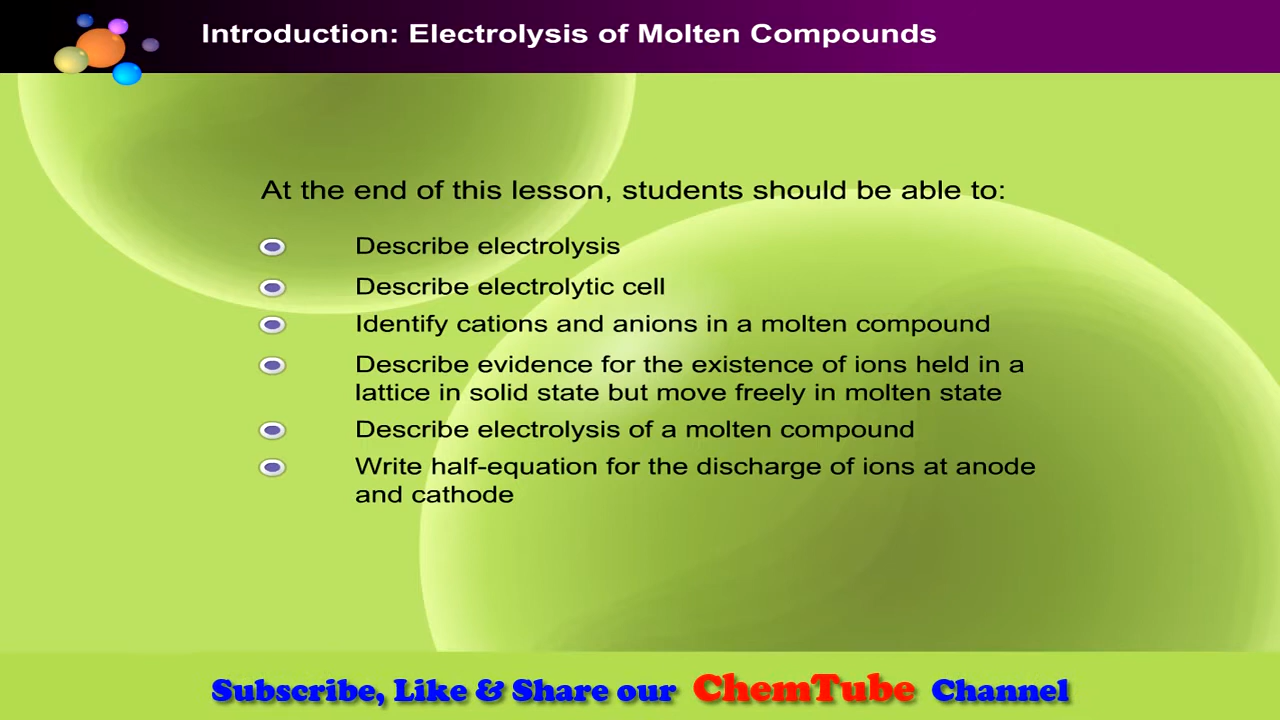 Introduction: Electrolysis of Molten Compounds
At the end of this lesson, students should be able to:
Describe electrolysis
Describe electrolytic cell
Identify cations and anions in a molten compound
Describe evidence for the existence of ions held in a
lattice in solid state but move freely in molten state
Describe electrolysis of a molten compound
Write half-equation for the discharge of ions at anode
and cathode
Subscribe, Like & Share our ChemTube Channel